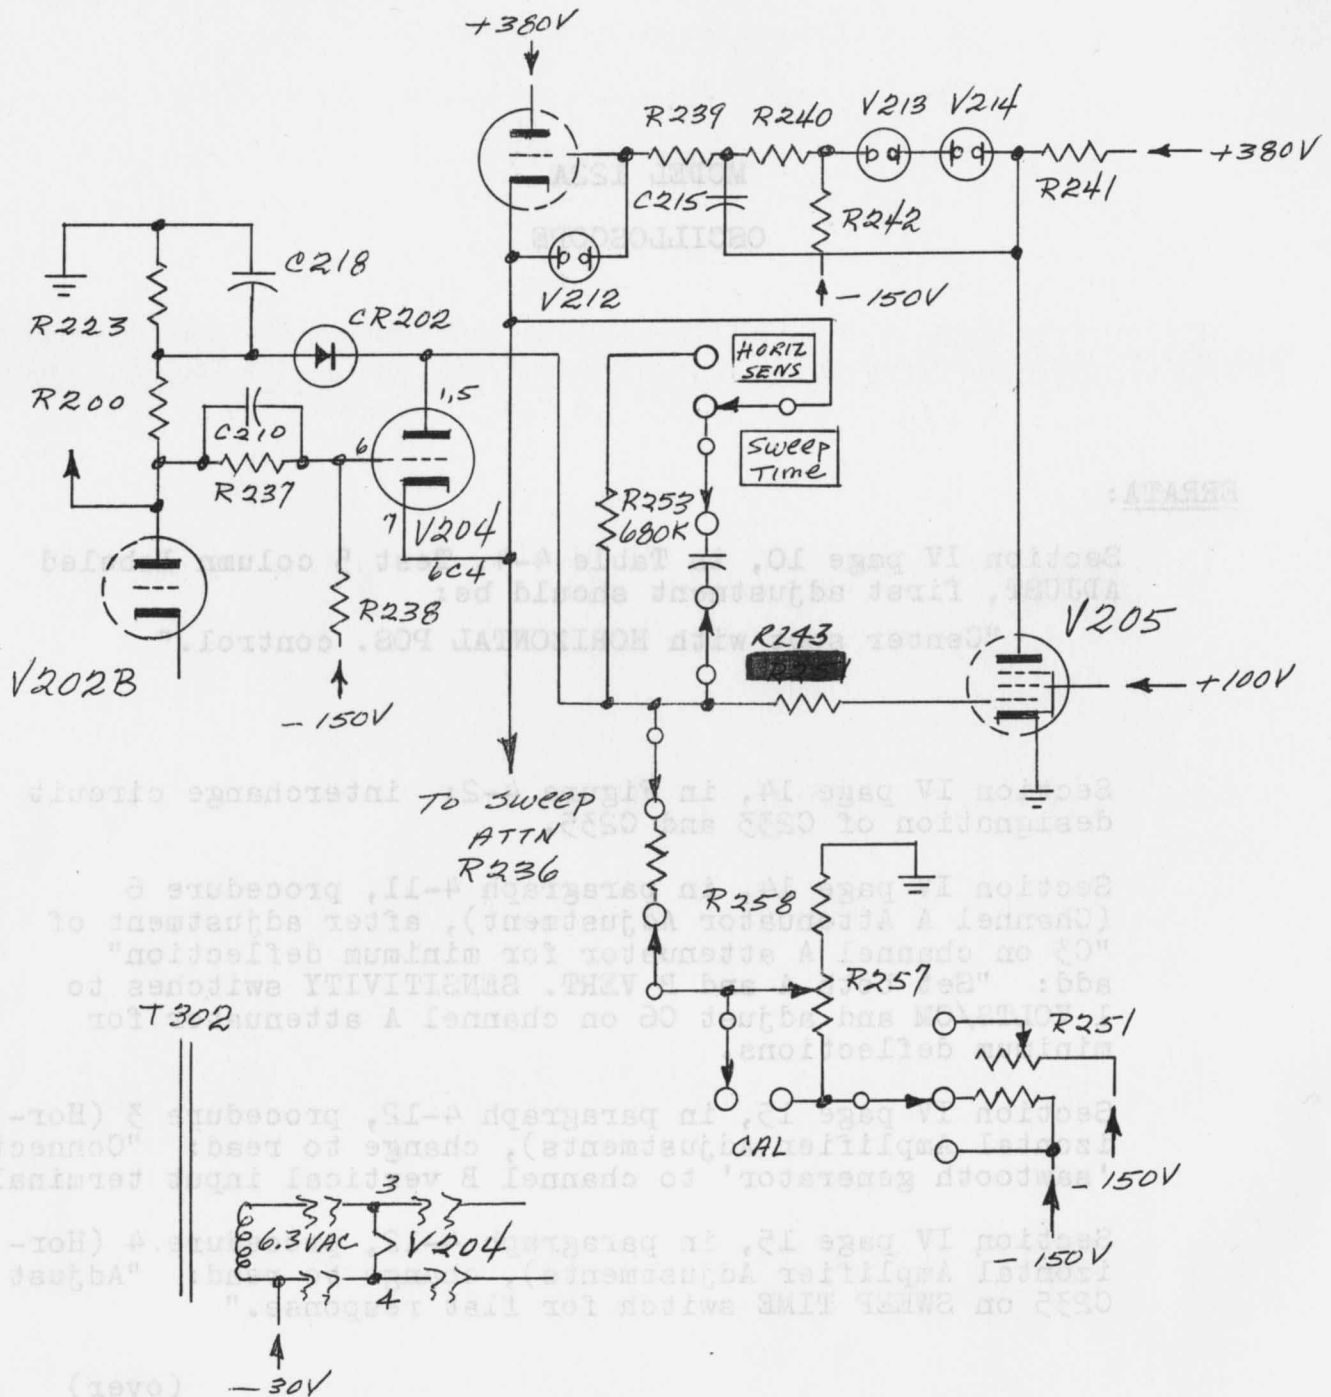 +380V
R239
R240
V213
V214
+380V
R241
MODEL 122A
C215
R242
OSCILLOSCOPE
C218
V212
-150V
R223
CR202
HORIZ
SENS
R200
1,5
C210
6
Sweep
Time
R237
ERRATA:
R253
680K
7
V204
6C4
Section IV page 10, in Table 4-4, Test 5 column labeled
ADJUST, first adjustment should be:
R238
"Center spot with HORIZONTAL POS. control."
R243
V205
V202B
+100V
-150V
Section IV page 14, in Figure 4-2, interchange circuit
designation of C233 and C235.
To Sweep
ATTN
R236
Section IV page 14, in paragraph 4-11, procedure 6
(Channel A Attenuator Adjustment), after adjustment of
"C3 on channel A attenuator for minimum deflection"
add: "Set both A and B VERT. SENSITIVITY switches to
1 VOLTS/CM and adjust C6 on channel A attenuator for
minimum deflections.
R258
R257
T302
R251
Section IV page 15, in paragraph 4-12, procedure 3 (Hor-
izontal Amplifier Adjustments), change to read: "Connect
'sawtooth generator' to channel B vertical input terminal
CAL
-150V
3
6.3VAC
V204
4
-150V
Section IV page 15, in paragraph 4-12, procedure 4 (Hor-
izontal Amplifier Adjustments), change to read: "Adjust
C235 on SWEEP TIME switch for flat response."
-30V
(over)